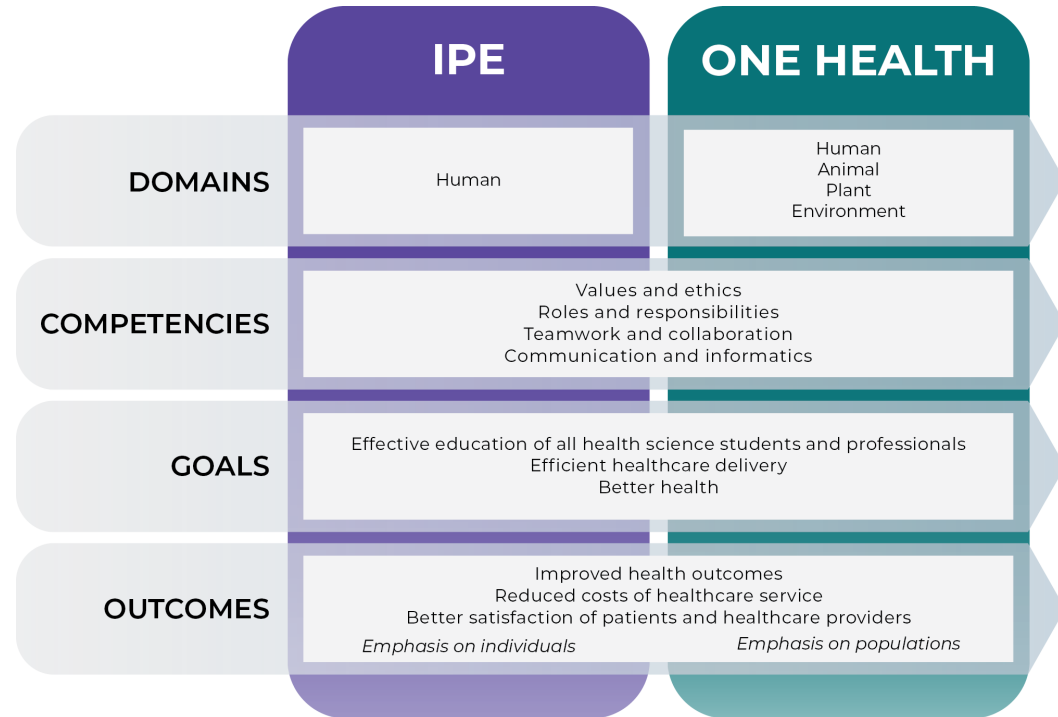 IPE
ONE HEALTH
DOMAINS
Human
Human
Animal
Plant
Environment
COMPETENCIES
Values and ethics
Roles and responsibilities
Teamwork and collaboration
Communication and informatics
GOALS
Effective education of all health science students and professionals
Efficient healthcare delivery
Better health
OUTCOMES
Improved health outcomes
Reduced costs of healthcare service
Better satisfaction of patients and healthcare providers
Emphasis on individuals
Emphasis on populations